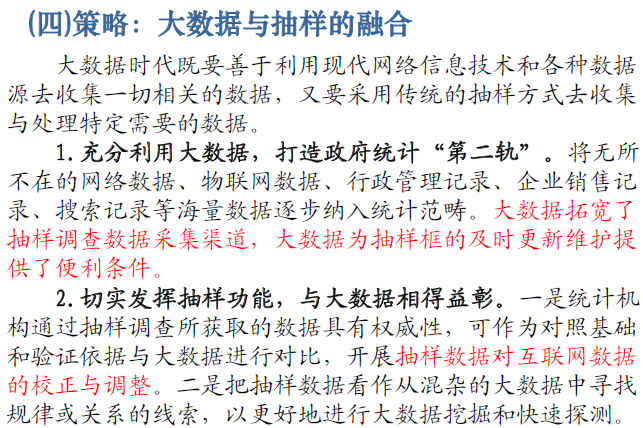 (四)策略：大数据与抽样的融合
大数据时代既要善于利用现代网络信息技术和各种数据
源去收集一切相关的数据，又要采用传统的抽样方式去收集
与处理特定需要的数据。
1.充分利用大数据，打造政府统计“第二轨”。将无所
不在的网络数据、物联网数据、行政管理记录、企业销售记
录、搜索记录等海量数据逐步纳入统计范畴。大数据拓宽了
抽样调查数据采集渠道，大数据为抽样框的及时更新维护提
供了便利条件。
2.切实发挥抽样功能，与大数据相得益彰。一是统计机
构通过抽样调查所获取的数据具有权威性，可作为对照基础
和验证依据与大数据进行对比，开展抽样数据对互联网数据
的校正与调整。二是把抽样数据看作从混杂的大数据中寻找
规律或关系的线索，以更好地进行大数据挖掘和快速探测。